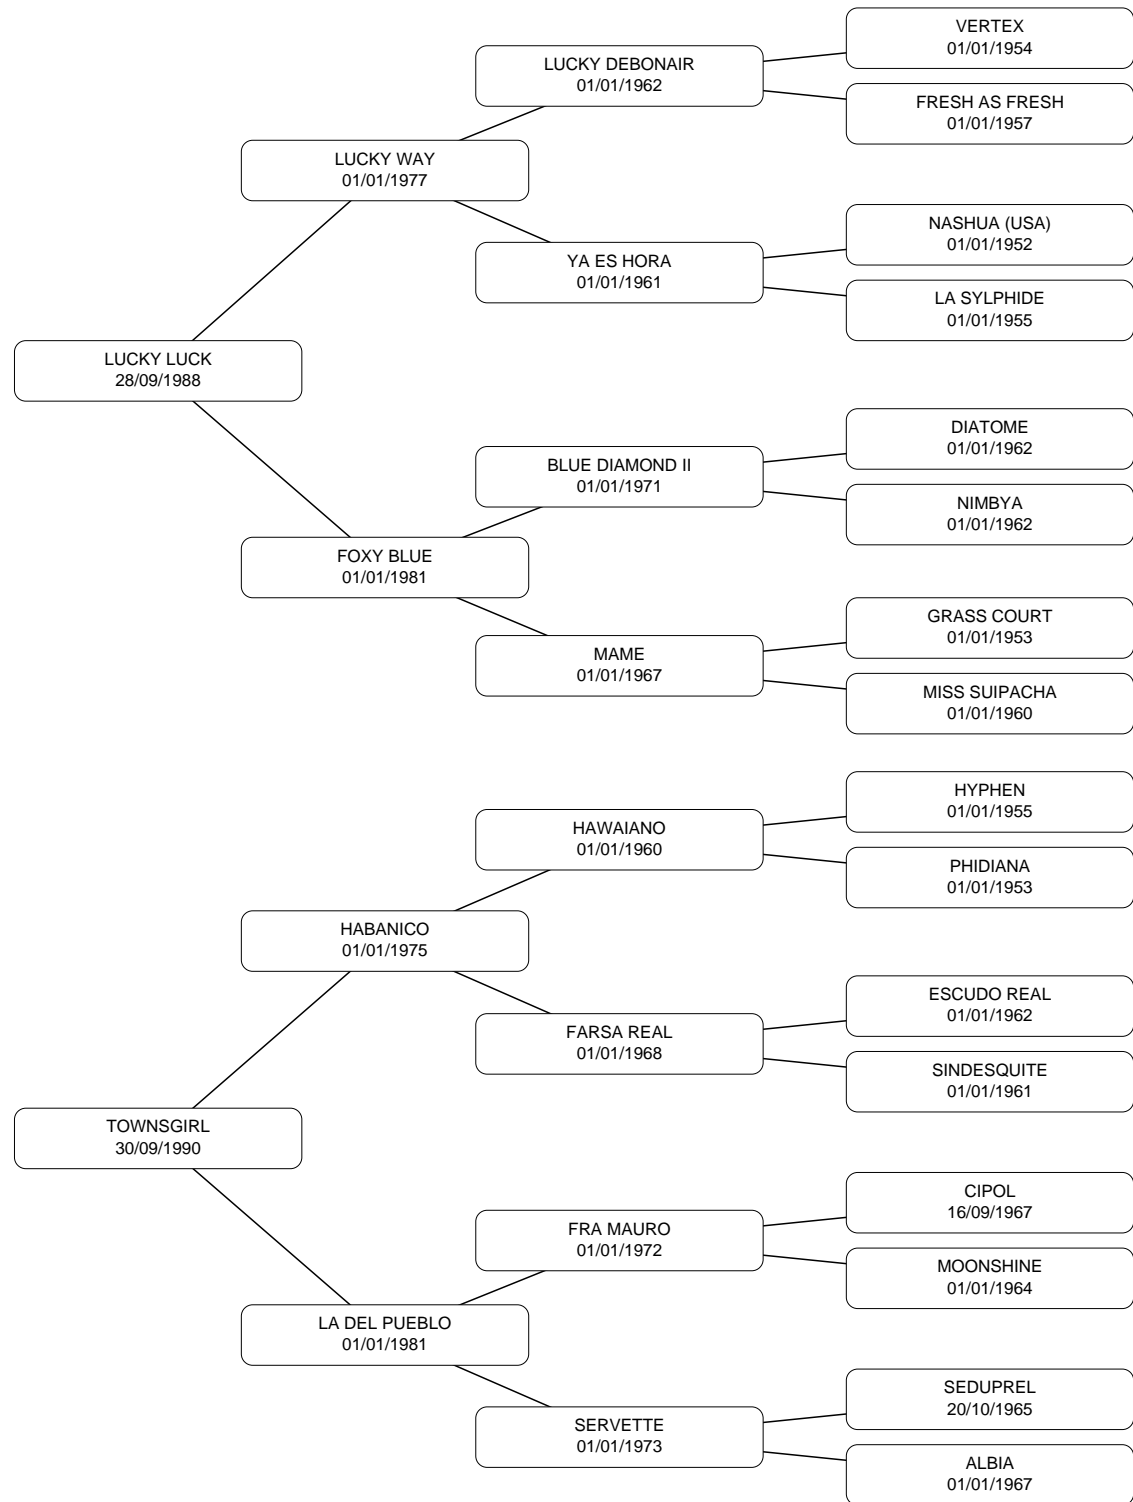 VERTEX
01/01/1954
LUCKY DEBONAIR
01/01/1962
FRESH AS FRESH
01/01/1957
LUCKY WAY
01/01/1977
NASHUA (USA)
01/01/1952
YA ES HORA
01/01/1961
LA SYLPHIDE
01/01/1955
LUCKY LUCK
28/09/1988
DIATOME
01/01/1962
BLUE DIAMOND II
01/01/1971
NIMBYA
01/01/1962
FOXY BLUE
01/01/1981
GRASS COURT
01/01/1953
MAME
01/01/1967
MISS SUIPACHA
01/01/1960
HYPHEN
01/01/1955
HAWAIANO
01/01/1960
PHIDIANA
01/01/1953
HABANICO
01/01/1975
ESCUDO REAL
01/01/1962
FARSA REAL
01/01/1968
SINDESQUITE
01/01/1961
TOWNSGIRL
30/09/1990
CIPOL
16/09/1967
FRA MAURO
01/01/1972
MOONSHINE
01/01/1964
LA DEL PUEBLO
01/01/1981
SEDUPREL
20/10/1965
SERVETTE
01/01/1973
ALBIA
01/01/1967